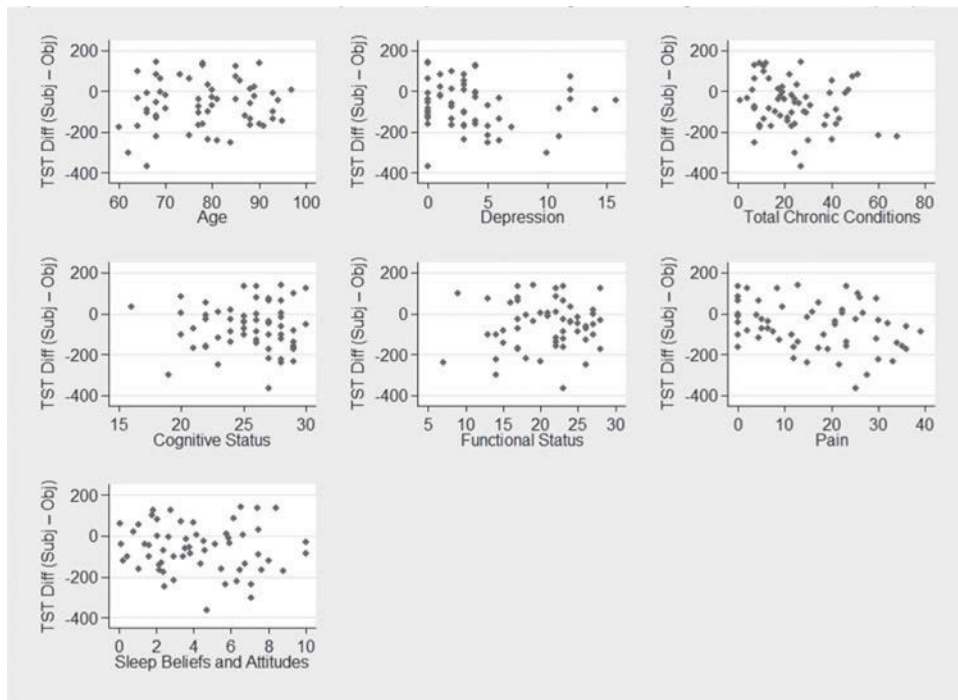 TST Diff (Subj – Obj)
200
0
-200
-400
60 70 80 90 100
Age
TST Diff (Subj – Obj)
200
0
-200
-400
0 5 10 15
Depression
TST Diff (Subj – Obj)
200
0
-200
-400
0 20 40 60 80
Total Chronic Conditions
TST Diff (Subj – Obj)
200
0
-200
-400
15 20 25 30
Cognitive Status
TST Diff (Subj – Obj)
200
0
-200
-400
5 10 15 20 25 30
Functional Status
TST Diff (Subj – Obj)
200
0
-200
-400
0 10 20 30 40
Pain
TST Diff (Subj – Obj)
200
0
-200
-400
0 2 4 6 8 10
Sleep Beliefs and Attitudes